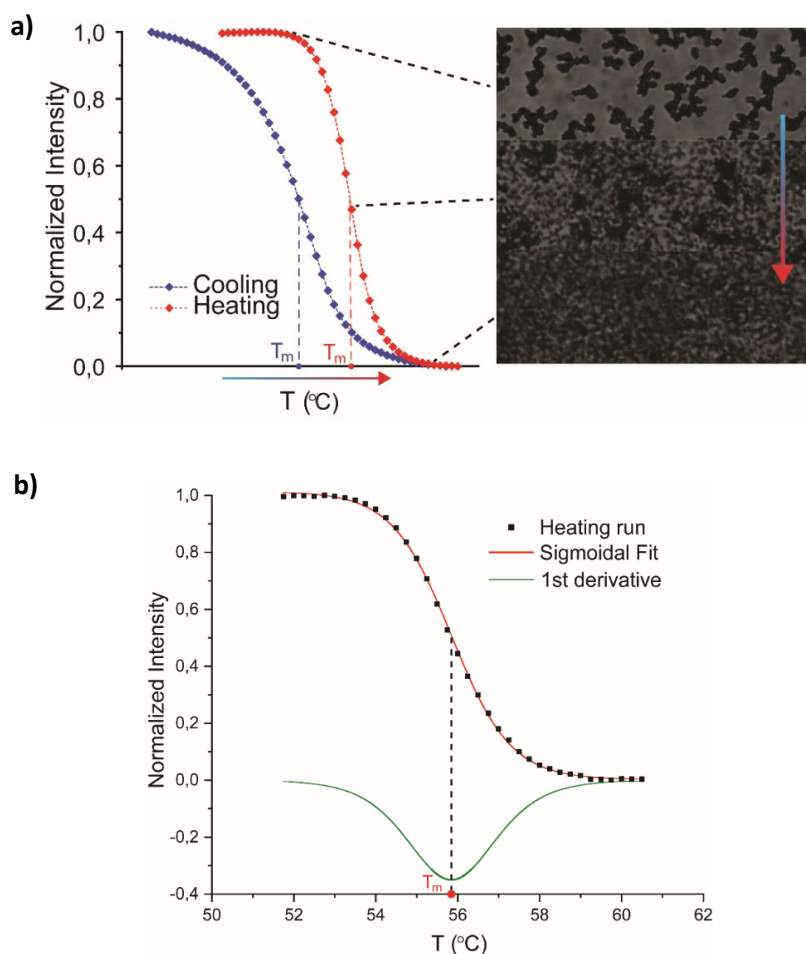 a)
1,0
0,8
0,6
0,4
0,2
0,0
Normalized Intensity
Cooling
Heating
Tm
Tm
T (°C)
b)
1,0
0,8
0,6
0,4
0,2
0,0
-0,2
-0,4
Normalized Intensity
Heating run
Sigmoidal Fit
1st derivative
Tm
50 52 54 56 58 60 62
T (°C)